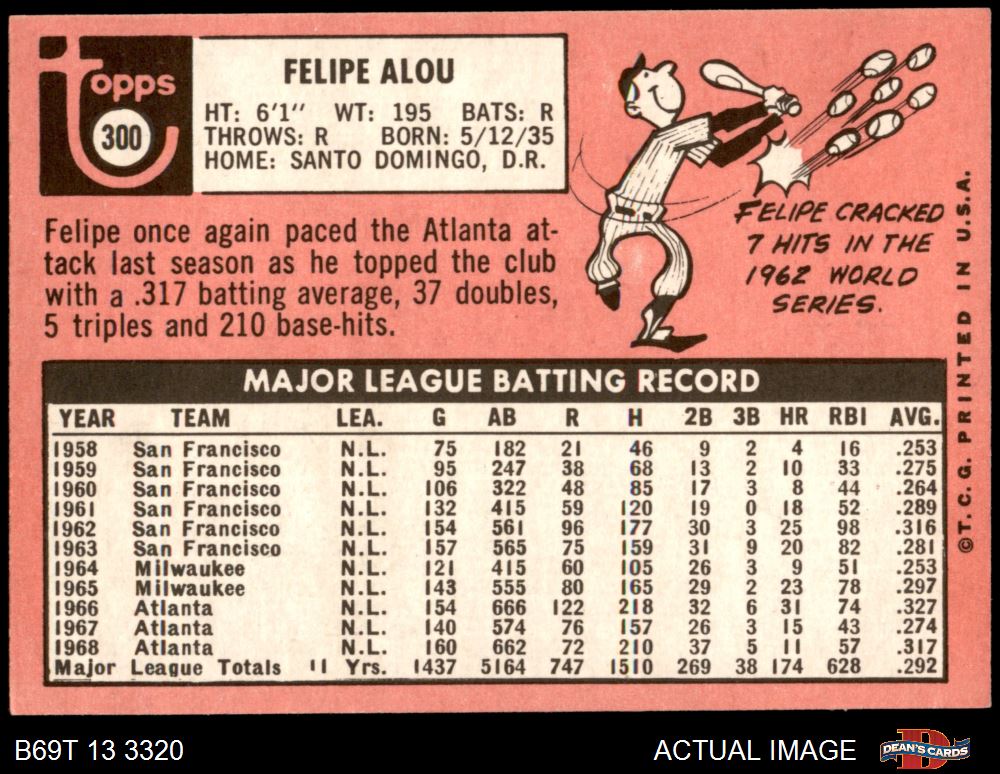 Topps
300
FELIPE ALOU
HT: 6'1" WT: 195 BATS: R
THROWS: R BORN: 5/12/35
HOME: SANTO DOMINGO, D.R.
FELIPE CRACKED
7 HITS IN THE
1962 WORLD
SERIES.
Felipe once again paced the Atlanta at-
tack last season as he topped the club
with a .317 batting average, 37 doubles,
5 triples and 210 base-hits.
MAJOR LEAGUE BATTING RECORD
YEAR TEAM LEA. G AB R H 2B 3B HR RBI AVG.
1958 San Francisco N.L. 75 182 21 46 9 2 4 16 .253
1959 San Francisco N.L. 95 247 38 68 13 2 10 33 .275
1960 San Francisco N.L. 106 322 48 85 17 3 8 44 .264
1961 San Francisco N.L. 132 415 59 120 19 0 18 52 .289
1962 San Francisco N.L. 154 561 96 177 30 3 25 98 .316
1963 San Francisco N.L. 157 565 75 159 31 9 20 82 .281
1964 Milwaukee N.L. 121 415 60 105 26 3 9 51 .253
1965 Milwaukee N.L. 143 555 80 165 29 2 23 78 .297
1966 Atlanta N.L. 154 666 122 218 32 6 31 74 .327
1967 Atlanta N.L. 140 574 76 157 26 3 15 43 .274
1968 Atlanta N.L. 160 662 72 210 37 5 11 57 .317
Major League Totals 11 Yrs. 1437 5164 747 1510 269 38 174 628 .292
©T.C.G. PRINTED IN U.S.A.
B69T 13 3320
ACTUAL IMAGE
DEAN'S CARDS